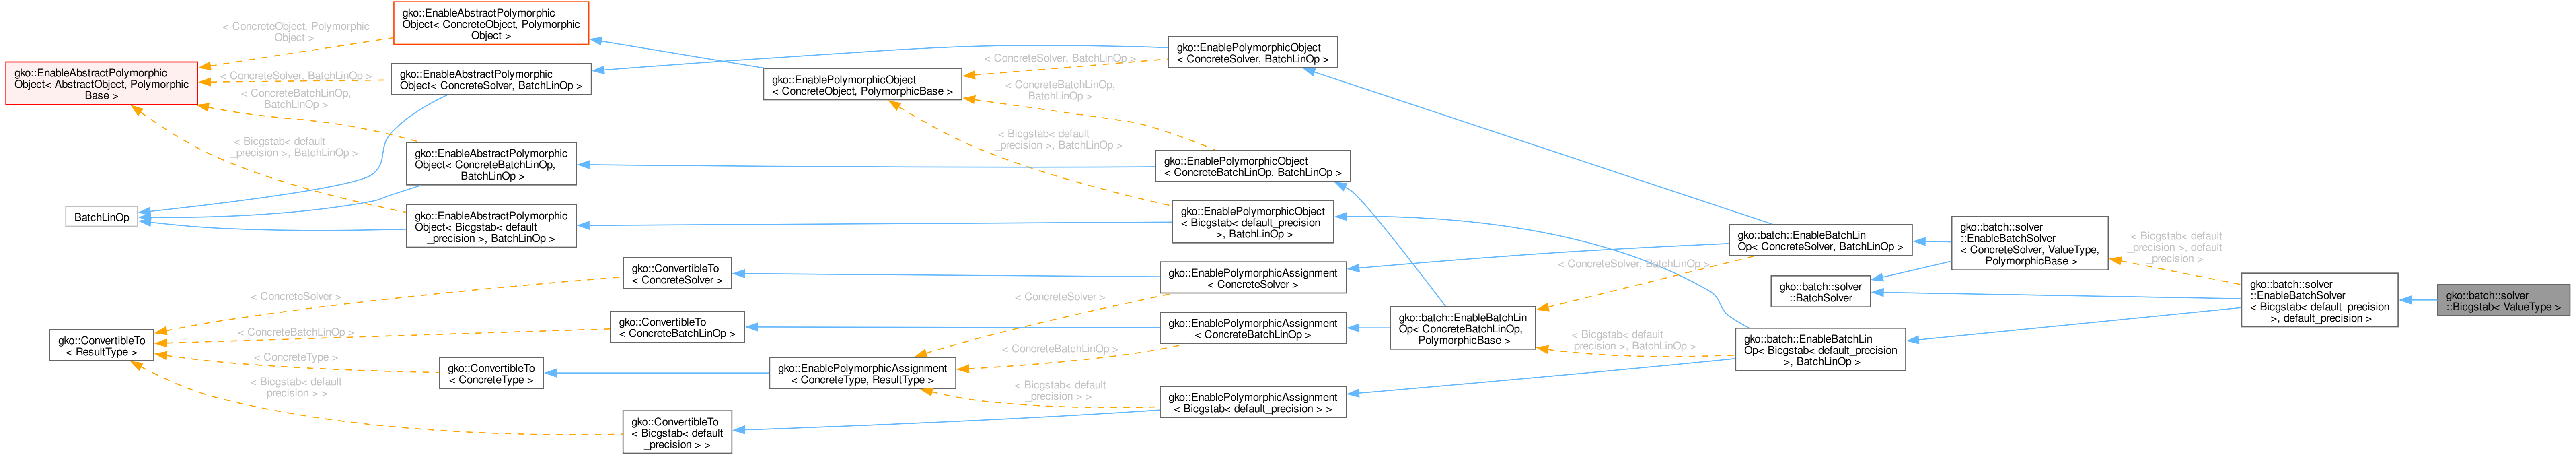 gko::EnableAbstractPolymorphic
Object< AbstractObject, Polymorphic
Base >
BatchLinOp
gko::ConvertibleTo
< ResultType >
< ConcreteObject, Polymorphic
Object >
< ConcreteSolver, BatchLinOp >
< ConcreteBatchLinOp,
BatchLinOp >
< Bicgstab< default
_precision >, BatchLinOp >
< ConcreteSolver >
< ConcreteBatchLinOp >
< ConcreteType >
< Bicgstab< default
_precision > >
gko::EnableAbstractPolymorphic
Object< ConcreteObject, Polymorphic
Object >
gko::EnableAbstractPolymorphic
Object< ConcreteSolver, BatchLinOp >
gko::EnableAbstractPolymorphic
Object< ConcreteBatchLinOp,
BatchLinOp >
gko::EnableAbstractPolymorphic
Object< Bicgstab< default
_precision >, BatchLinOp >
gko::ConvertibleTo
< ConcreteSolver >
gko::ConvertibleTo
< ConcreteBatchLinOp >
gko::ConvertibleTo
< ConcreteType >
gko::ConvertibleTo
< Bicgstab< default
_precision > >
gko::EnablePolymorphicObject
< ConcreteObject, PolymorphicBase >
gko::EnablePolymorphicAssignment
< ConcreteType, ResultType >
< ConcreteSolver, BatchLinOp >
< ConcreteBatchLinOp,
BatchLinOp >
< Bicgstab< default
_precision >, BatchLinOp >
< ConcreteSolver >
< ConcreteBatchLinOp >
< Bicgstab< default
_precision > >
gko::EnablePolymorphicObject
< ConcreteSolver, BatchLinOp >
gko::EnablePolymorphicObject
< ConcreteBatchLinOp, BatchLinOp >
gko::EnablePolymorphicObject
< Bicgstab< default_precision
>, BatchLinOp >
gko::EnablePolymorphicAssignment
< ConcreteSolver >
gko::EnablePolymorphicAssignment
< ConcreteBatchLinOp >
gko::EnablePolymorphicAssignment
< Bicgstab< default_precision > >
gko::batch::EnableBatchLin
Op< ConcreteBatchLinOp,
PolymorphicBase >
< ConcreteSolver, BatchLinOp >
< Bicgstab< default
_precision >, BatchLinOp >
gko::batch::EnableBatchLin
Op< ConcreteSolver, BatchLinOp >
gko::batch::solver
::BatchSolver
gko::batch::EnableBatchLin
Op< Bicgstab< default_precision
>, BatchLinOp >
gko::batch::solver
::EnableBatchSolver
< ConcreteSolver, ValueType,
PolymorphicBase >
< Bicgstab< default
_precision >, default
_precision >
gko::batch::solver
::EnableBatchSolver
< Bicgstab< default_precision
>, default_precision >
gko::batch::solver
::Bicgstab< ValueType >